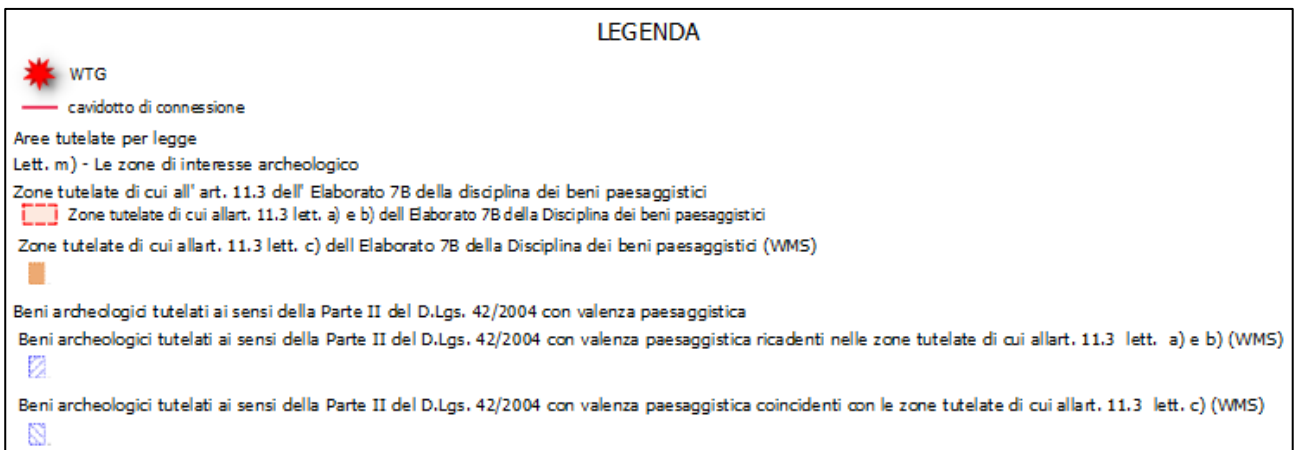 LEGENDA
WTG
cavidotto di connessione
Aree tutelate per legge
Lett. m) - Le zone di interesse archeologico
Zone tutelate di cui all' art. 11.3 dell' Elaborato 7B della disciplina dei beni paesaggistici
Zone tutelate di cui allart. 11.3 lett. a) e b) dell Elaborato 7B della Disciplina dei beni paesaggistici
Zone tutelate di cui allart. 11.3 lett. c) dell Elaborato 7B della Disciplina dei beni paesaggistici (WMS)
Beni archeologici tutelati ai sensi della Parte II del D.Lgs. 42/2004 con valenza paesaggistica
Beni archeologici tutelati ai sensi della Parte II del D.Lgs. 42/2004 con valenza paesaggistica ricadenti nelle zone tutelate di cui allart. 11.3 lett. a) e b) (WMS)
Beni archeologici tutelati ai sensi della Parte II del D.Lgs. 42/2004 con valenza paesaggistica coincidenti con le zone tutelate di cui allart. 11.3 lett. c) (WMS)